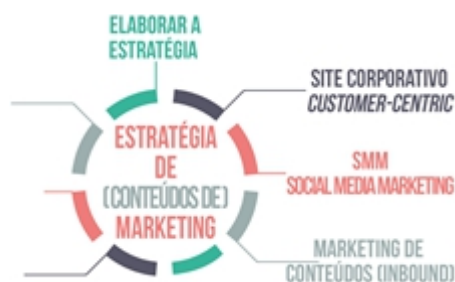 ELABORAR A
ESTRATÉGIA
SITE CORPORATIVO
CUSTOMER-CENTRIC
ESTRATÉGIA
DE
(CONTEÚDOS DE)
MARKETING
SMM
SOCIAL MEDIA MARKETING
MARKETING DE
CONTEÚDOS (INBOUND)